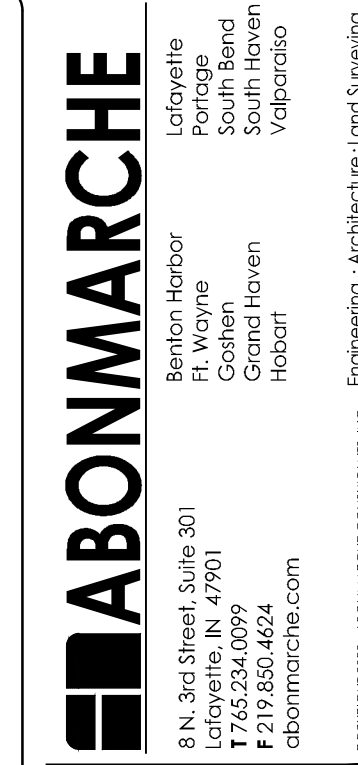 ABONMARCHE
8 N. 3rd Street, Suite 301
Lafayette, IN 47901
T 765.234.0099
F 219.850.4624
abonmarche.com
Benton Harbor
Ft. Wayne
Goshen
Grand Haven
Hobart
Lafayette
Portage
South Bend
South Haven
Valparaiso
Engineering · Architecture · Land Surveying